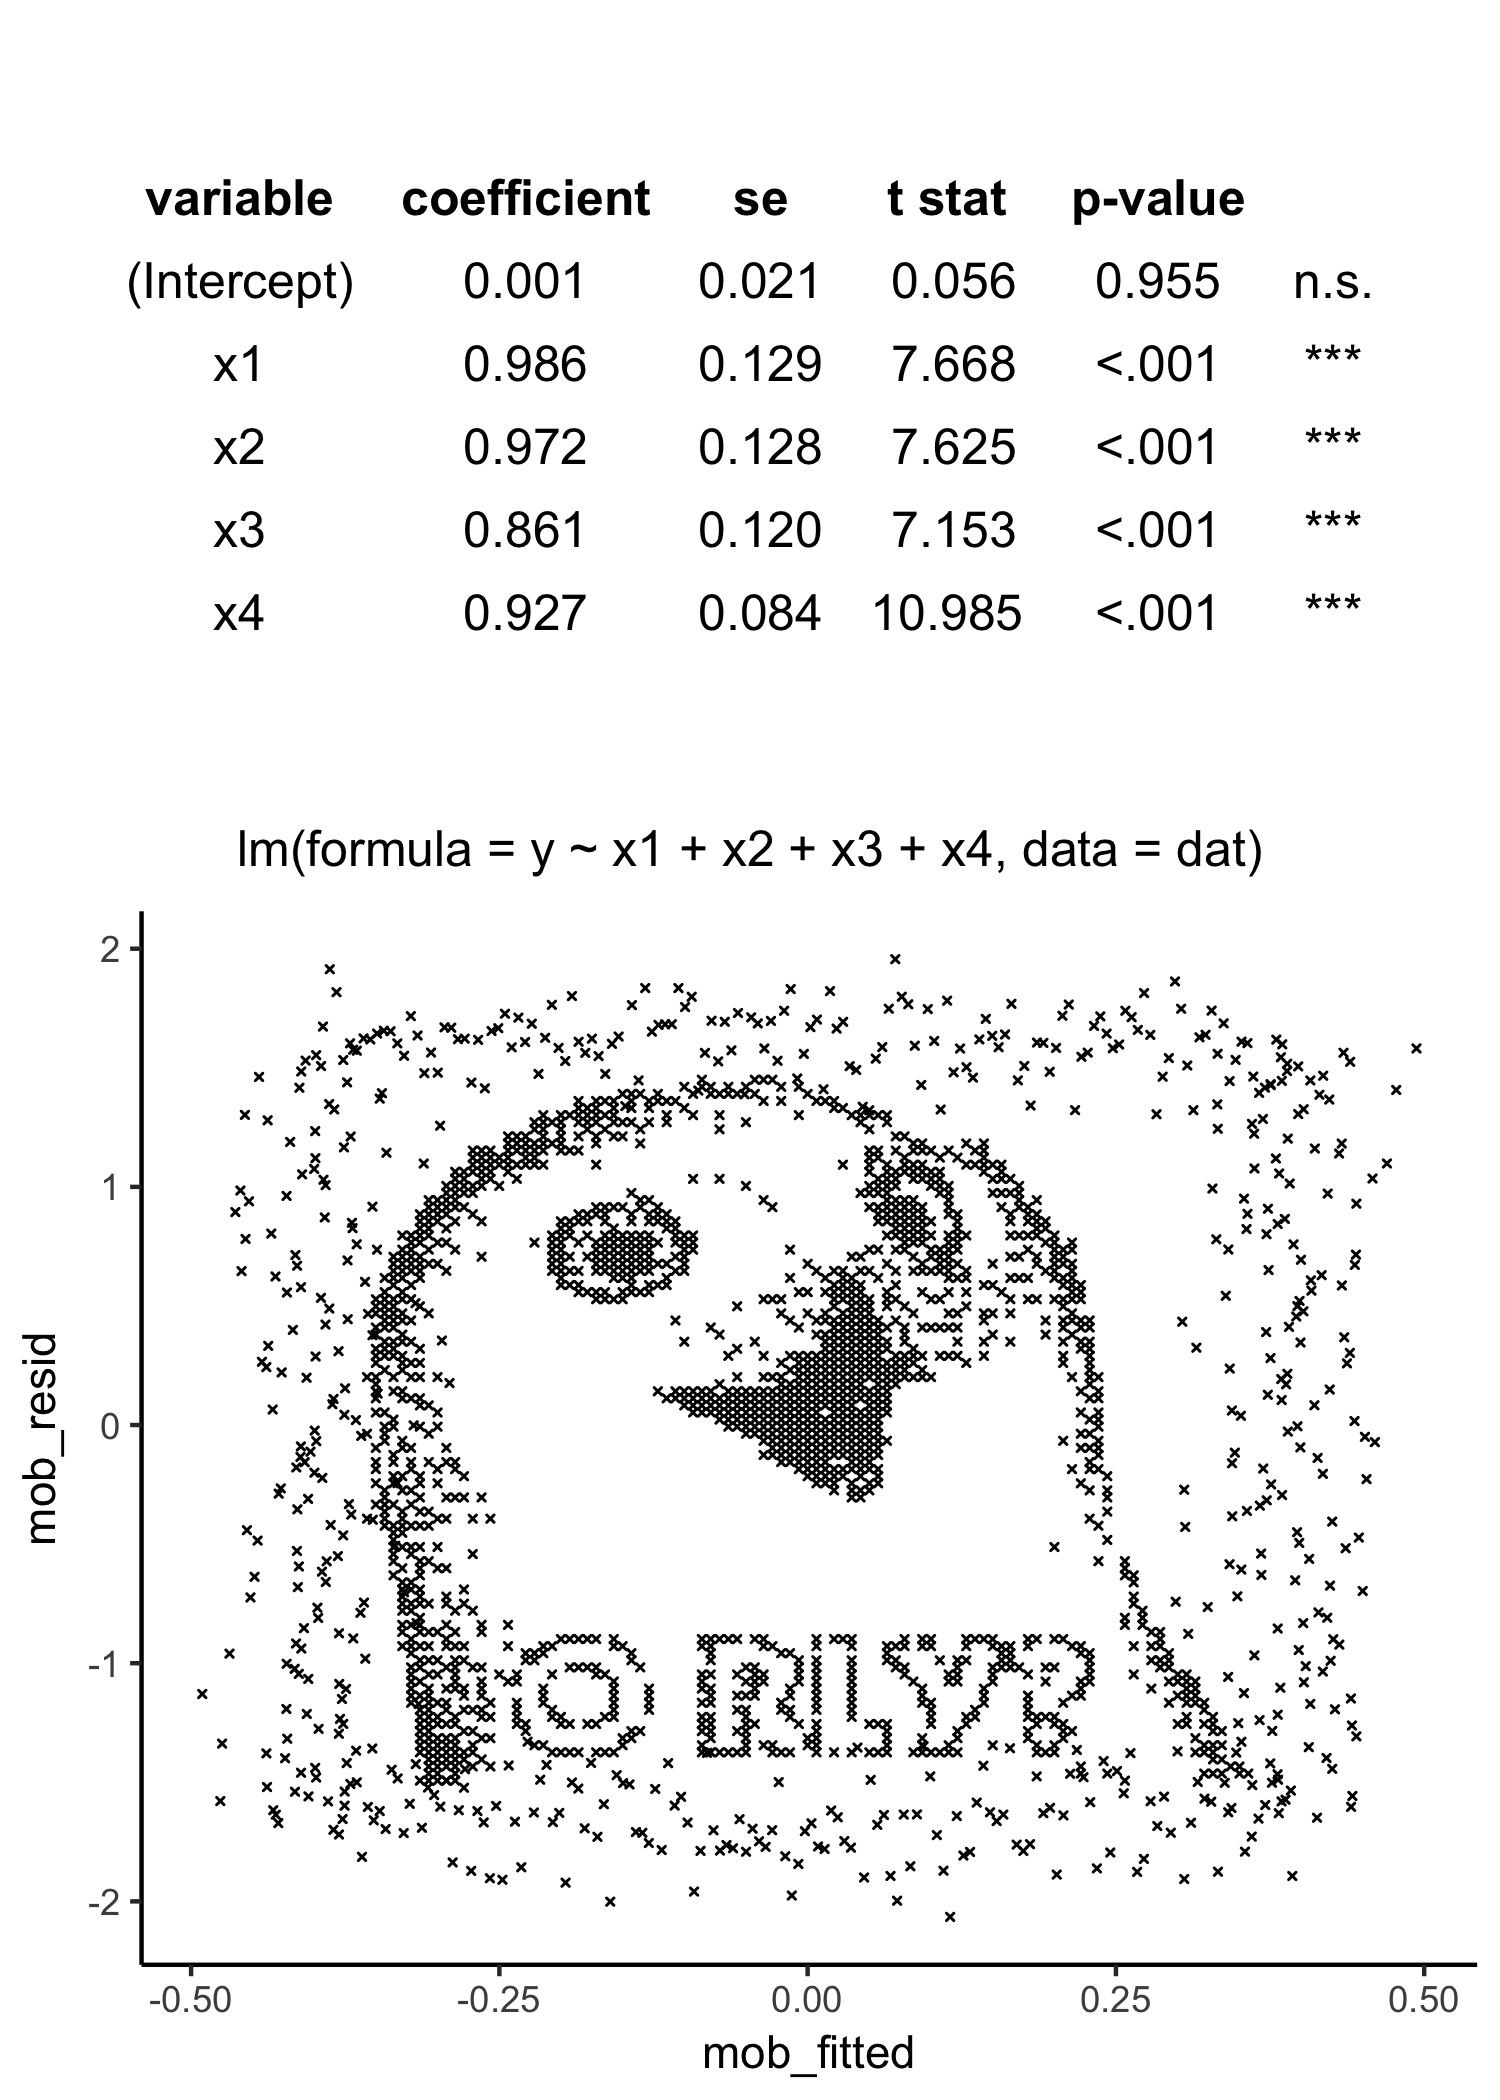 variable coefficient se t stat p-value
(Intercept) 0.001 0.021 0.056 0.955 n.s.
x1 0.986 0.129 7.668 <.001 ***
x2 0.972 0.128 7.625 <.001 ***
x3 0.861 0.120 7.153 <.001 ***
x4 0.927 0.084 10.985 <.001 ***
lm(formula = y ~ x1 + x2 + x3 + x4, data = dat)
2
1
0
-1
-2
mob_resid
O RLY?
-0.50 -0.25 0.00 0.25 0.50
mob_fitted